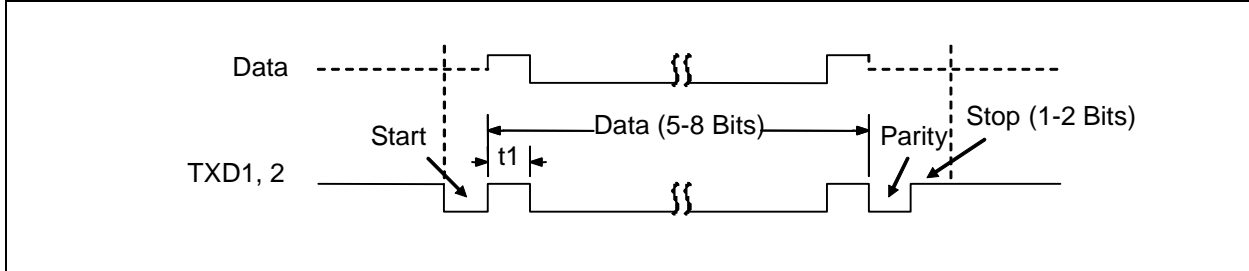 Data
Data (5-8 Bits)
Stop (1-2 Bits)
Start
Parity
t1
TXD1, 2